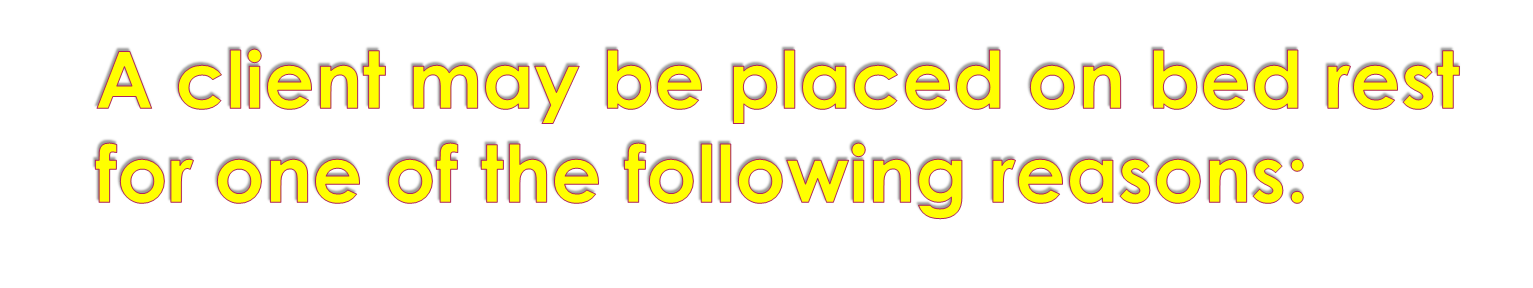 A client may be placed on bed rest
for one of the following reasons: